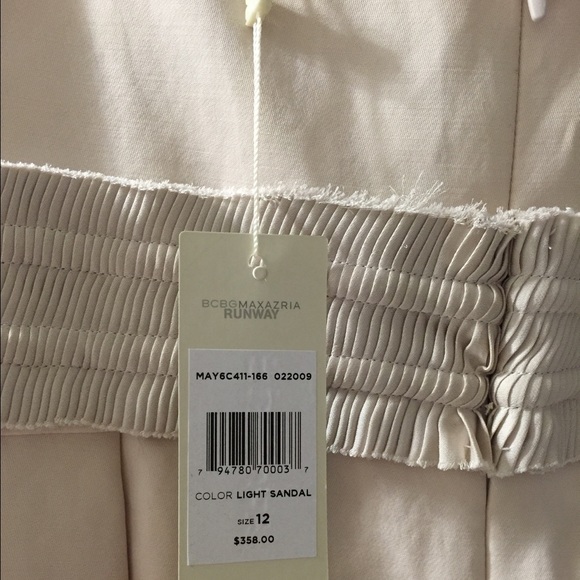 BCBGMAXAZRIA
RUNWAY
MAY6C411-166 022009
7 94780 70003 7
COLOR LIGHT SANDAL
SIZE 12
$358.00